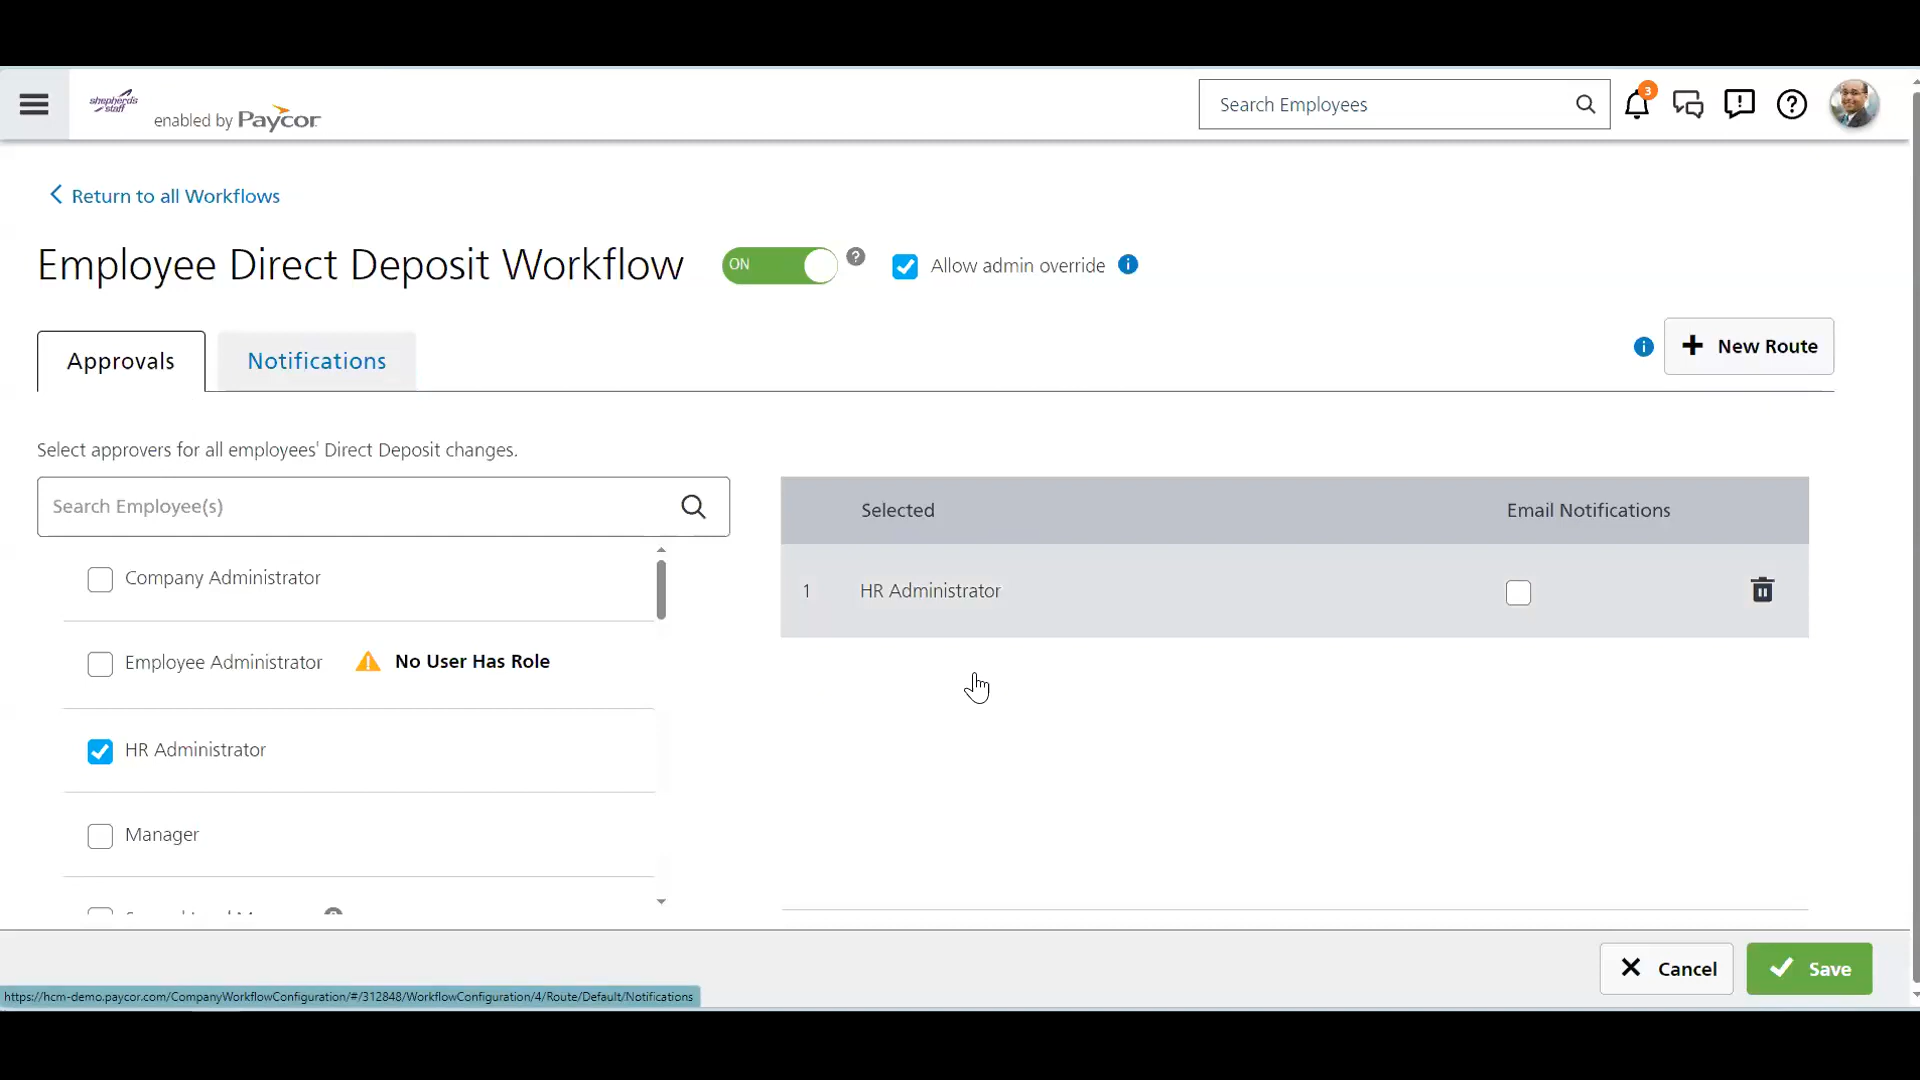 shepherds
staff
enabled by Paycor
Search Employees
3
Return to all Workflows
Employee Direct Deposit Workflow
ON
?
Allow admin override
i
Approvals
Notifications
i
+ New Route
Select approvers for all employees' Direct Deposit changes.
Search Employee(s)
Selected
Email Notifications
Company Administrator
1
HR Administrator
Employee Administrator
No User Has Role
HR Administrator
Manager
Cancel
Save
https://hcm-demo.paycor.com/CompanyWorkflowConfiguration/#/312848/WorkflowConfiguration/4/Route/Default/Notifications